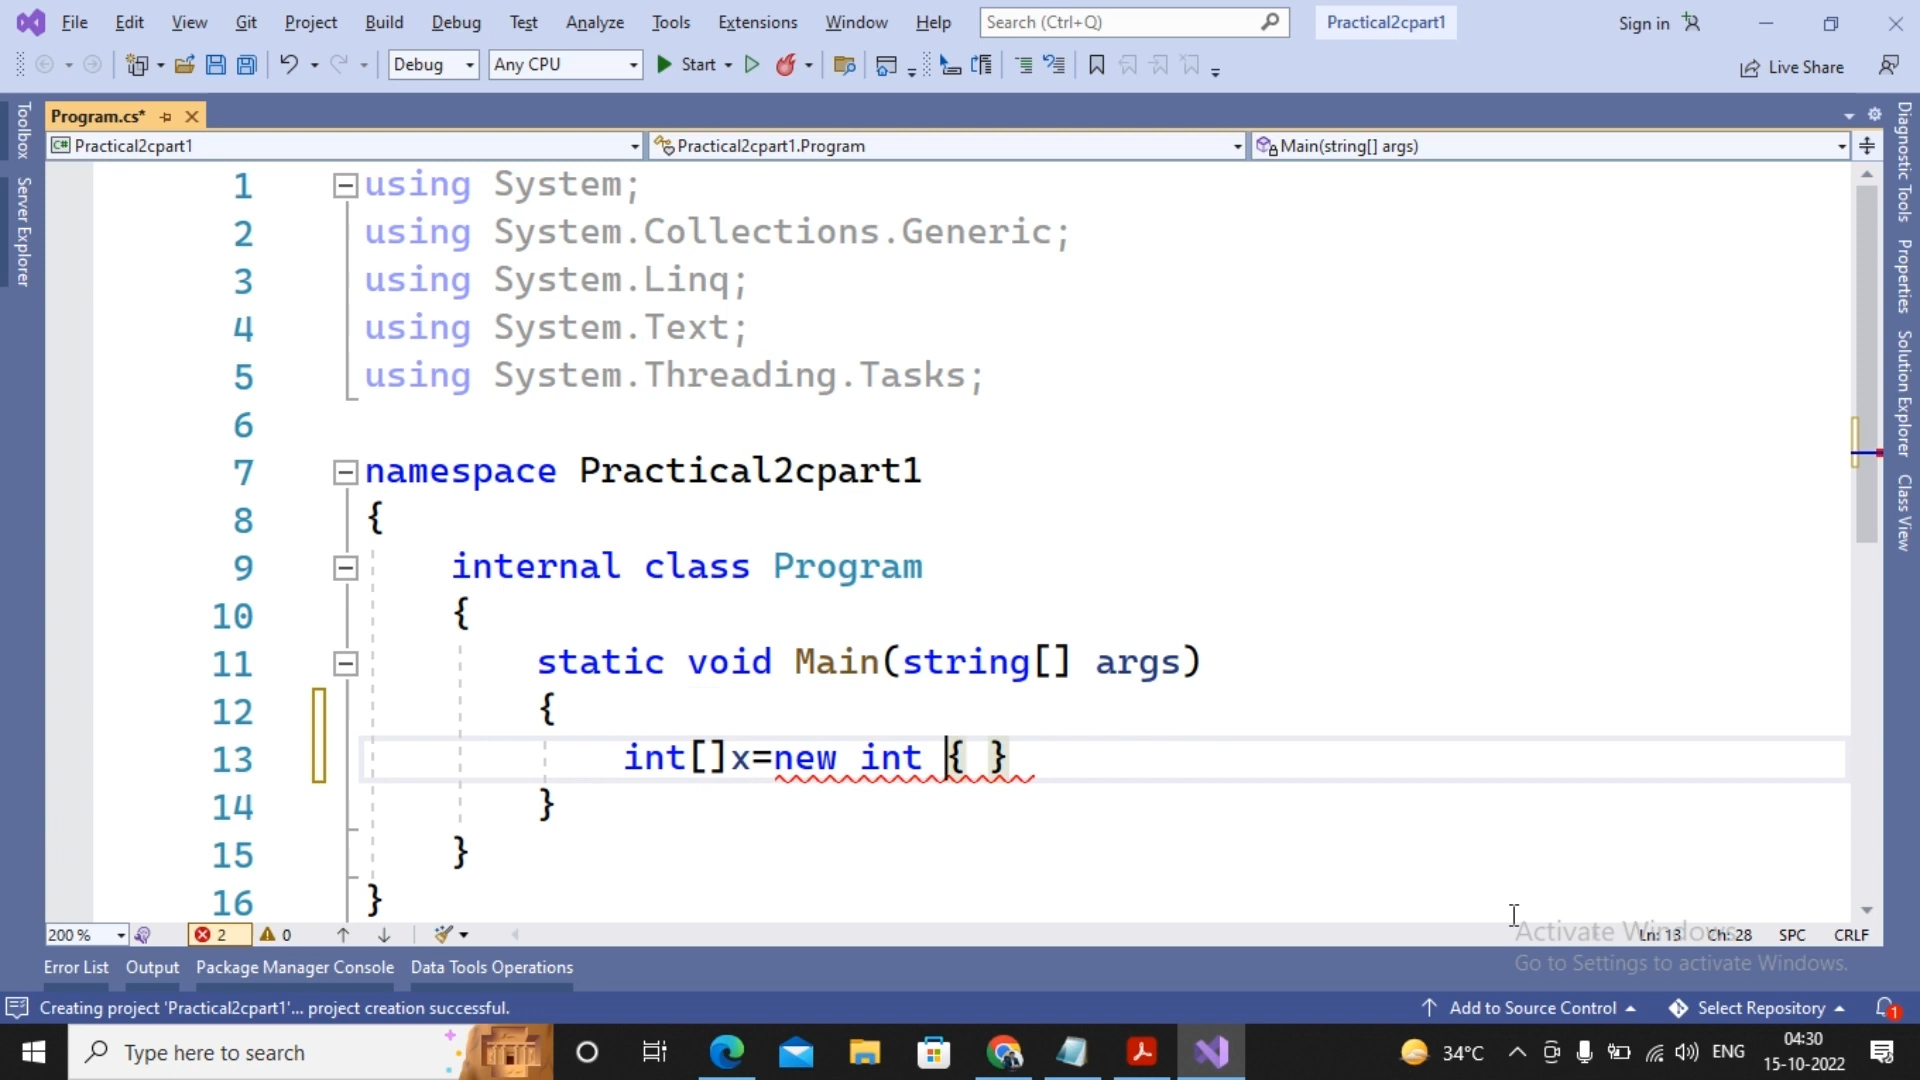 File Edit View Git Project Build Debug Test Analyze Tools Extensions Window Help Search (Ctrl+Q) Practical2cpart1 Sign in
Debug Any CPU Start Live Share
Program.cs*
C# Practical2cpart1 Practical2cpart1.Program Main(string[] args)
Toolbox
Server Explorer
1 using System;
2 using System.Collections.Generic;
3 using System.Linq;
4 using System.Text;
5 using System.Threading.Tasks;
6
7 namespace Practical2cpart1
8 {
9 internal class Program
10 {
11 static void Main(string[] args)
12 {
13 int[]x=new int { }
14 }
15 }
16 }
Diagnostic Tools
Properties
Solution Explorer
Class View
200 % 2 0 Ln: 13 Ch: 28 SPC CRLF
Activate Windows
Go to Settings to activate Windows.
Error List Output Package Manager Console Data Tools Operations
Creating project 'Practical2cpart1'... project creation successful. Add to Source Control Select Repository 1
Type here to search 34°C ENG 04:30
15-10-2022